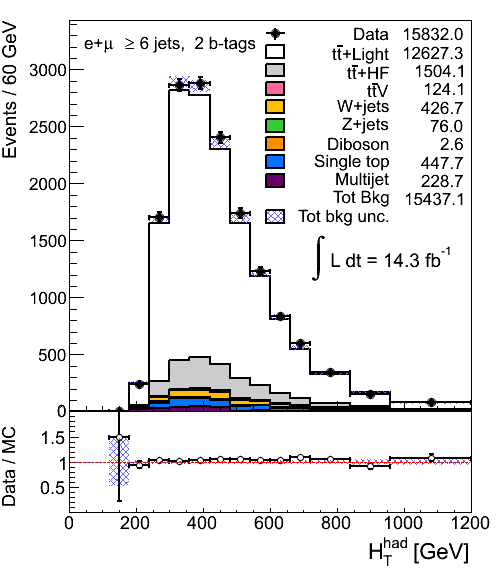 Events / 60 GeV
e+μ ≥ 6 jets, 2 b-tags
Data 15832.0
tt̄+Light 12627.3
tt̄+HF 1504.1
tt̄V 124.1
W+jets 426.7
Z+jets 76.0
Diboson 2.6
Single top 447.7
Multijet 228.7
Tot Bkg 15437.1
Tot bkg unc.
∫ L dt = 14.3 fb⁻¹
3000
2500
2000
1500
1000
500
0
Data / MC
1.5
1
0.5
0 200 400 600 800 1000 1200
H_T^had [GeV]